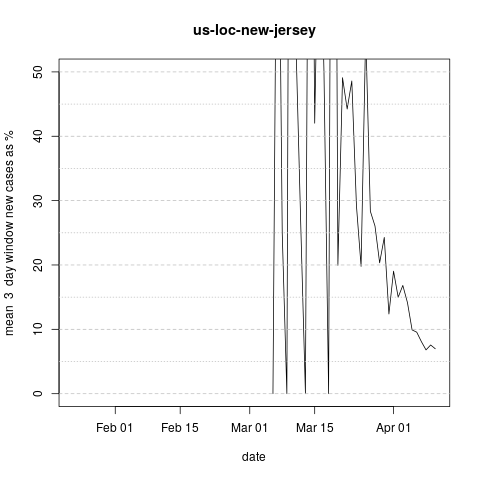 us-loc-new-jersey
mean 3 day window new cases as %
50
40
30
20
10
0
Feb 01 Feb 15 Mar 01 Mar 15 Apr 01
date